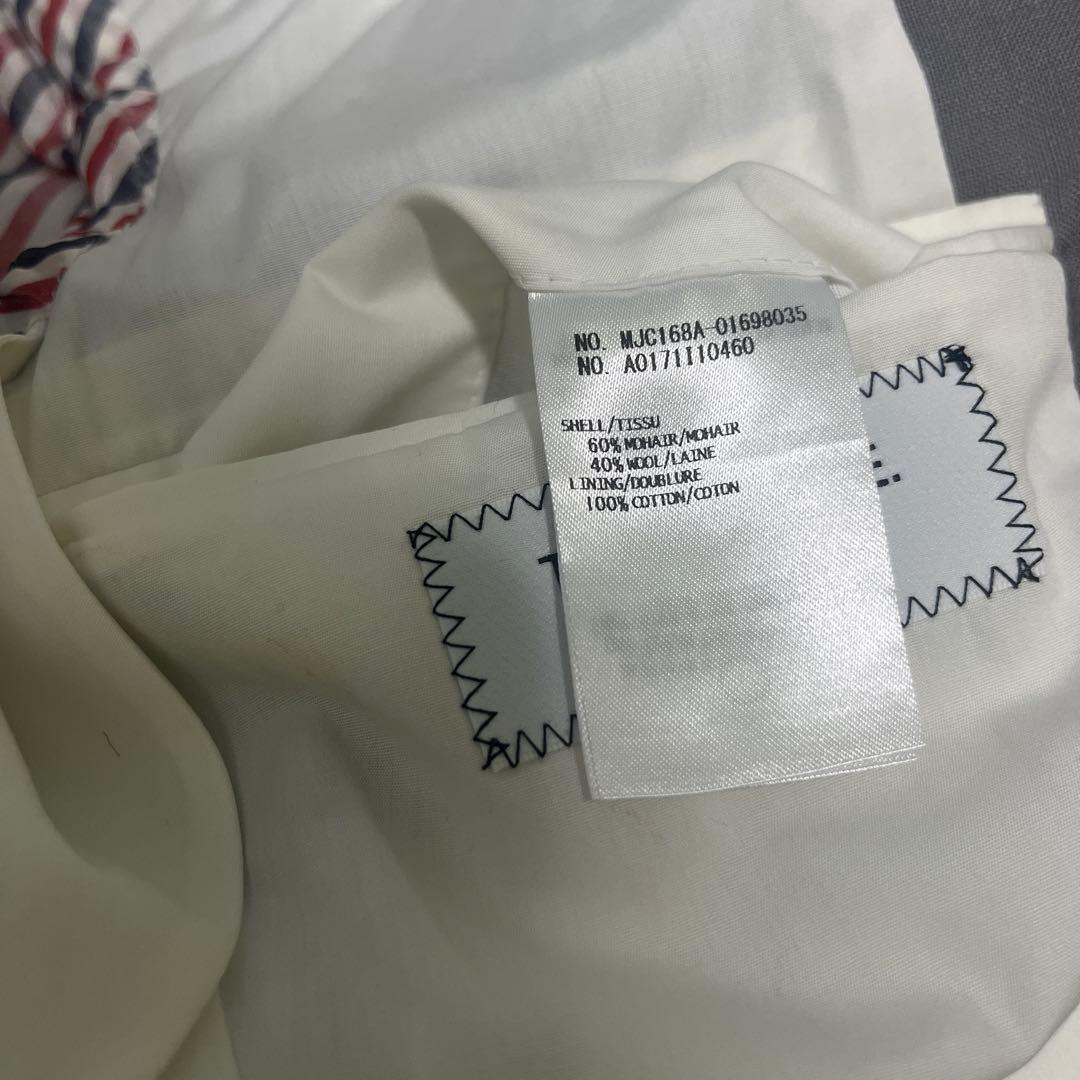 NO. MJC168A-01698035
NO. A0171I10460
SHELL/TISSU
60% MOHAIR/MOHAIR
40% WOOL/LAINE
LINING/DOUBLURE
100% COTTON/COTON